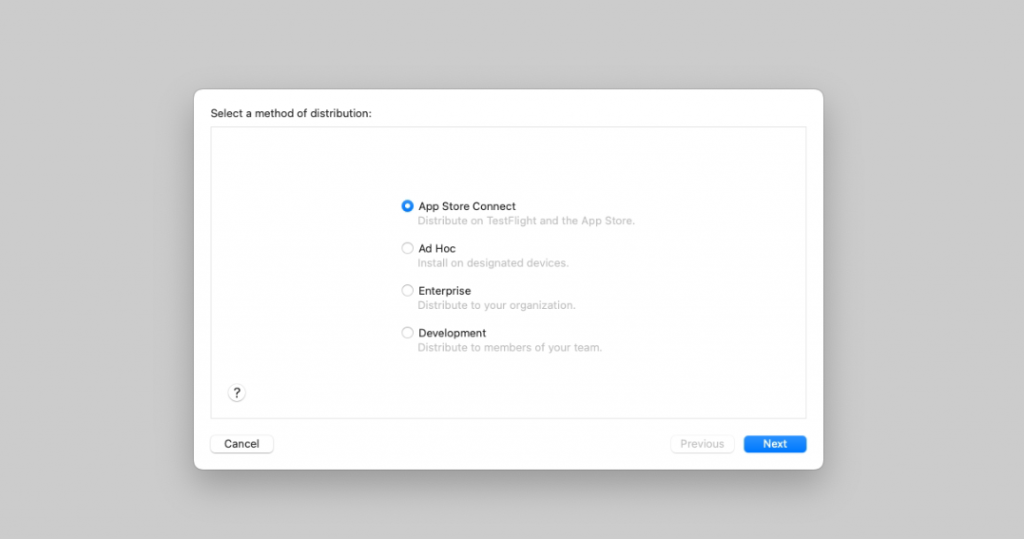 Select a method of distribution:
App Store Connect
Distribute on TestFlight and the App Store.
Ad Hoc
Install on designated devices.
Enterprise
Distribute to your organization.
Development
Distribute to members of your team.
?
Cancel
Previous
Next